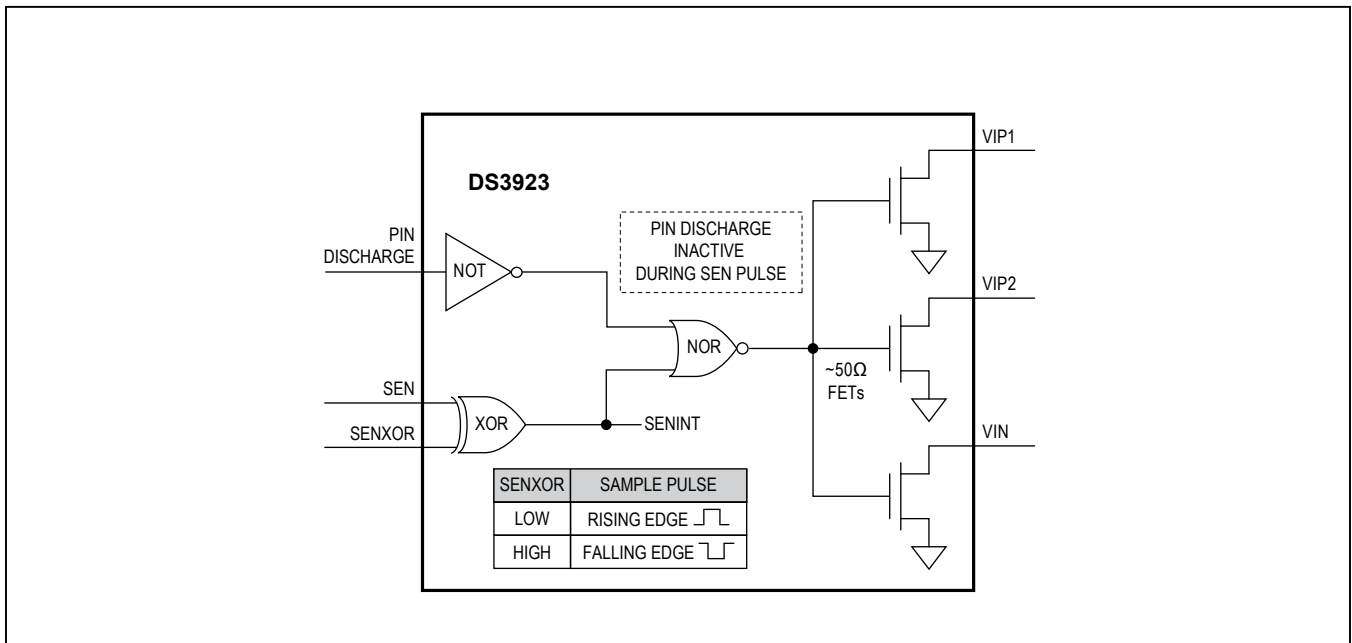 DS3923
PIN
DISCHARGE
NOT
PIN DISCHARGE
INACTIVE
DURING SEN PULSE
NOR
~50Ω
FETs
SEN
SENXOR
XOR
SENINT
SENXOR SAMPLE PULSE
LOW RISING EDGE
HIGH FALLING EDGE
VIP1
VIP2
VIN